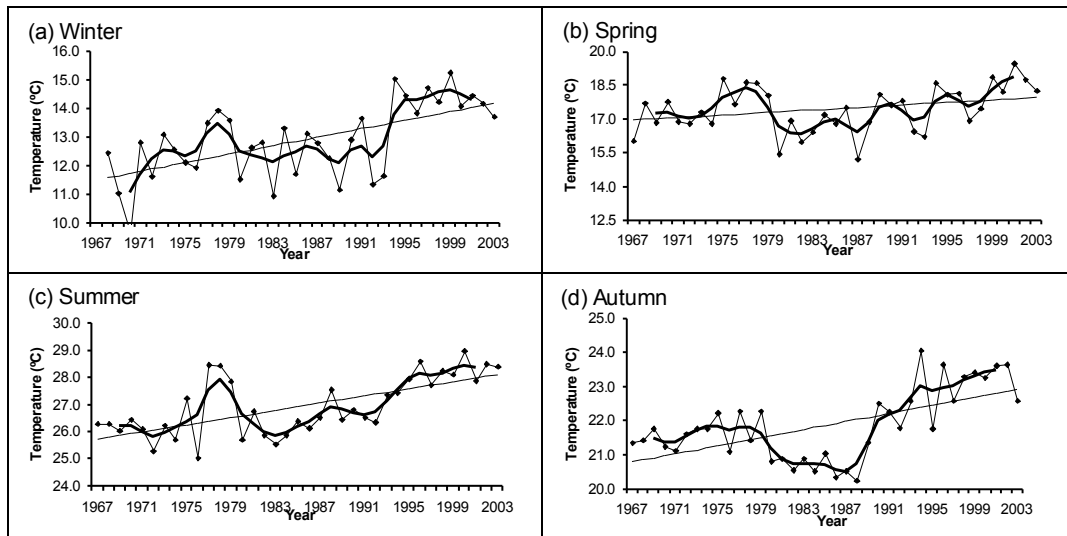 (a) Winter
16.0
15.0
14.0
13.0
12.0
11.0
10.0
Temperature (ºC)
1967 1971 1975 1979 1983 1987 1991 1995 1999 2003
Year
(b) Spring
20.0
18.5
17.0
15.5
14.0
12.5
Temperature (ºC)
1967 1971 1975 1979 1983 1987 1991 1995 1999 2003
Year
(c) Summer
30.0
29.0
28.0
27.0
26.0
25.0
24.0
Temperature (ºC)
1967 1971 1975 1979 1983 1987 1991 1995 1999 2003
Year
(d) Autumn
25.0
24.0
23.0
22.0
21.0
20.0
Temperature (ºC)
1967 1971 1975 1979 1983 1987 1991 1995 1999 2003
Year